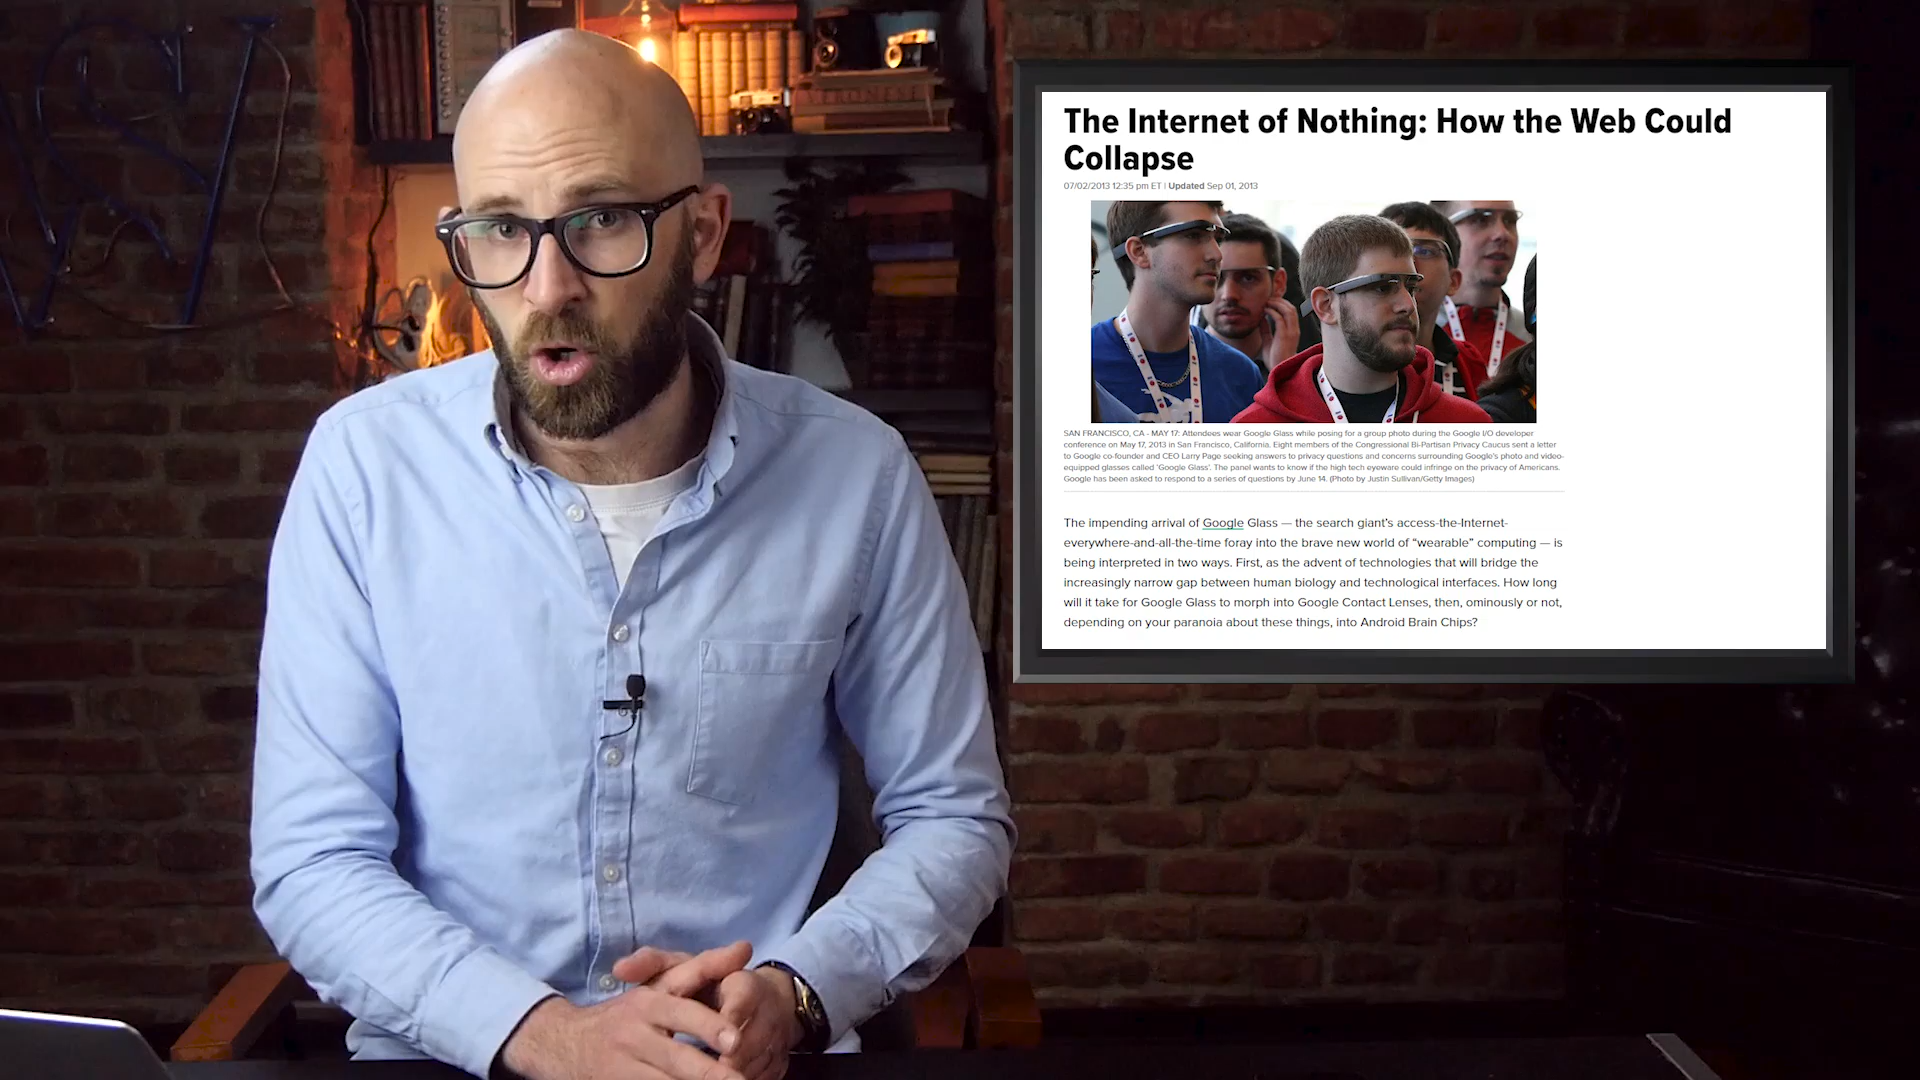 The Internet of Nothing: How the Web Could
Collapse
07/02/2013 12:35 pm ET | Updated Sep 01, 2013
SAN FRANCISCO, CA - MAY 17: Attendees wear Google Glass while posing for a group photo during the Google I/O developer
conference on May 17, 2013 in San Francisco, California. Eight members of the Congressional Bi-Partisan Privacy Caucus sent a letter
to Google co-founder and CEO Larry Page seeking answers to privacy questions and concerns surrounding Google's photo and video-
equipped glasses called 'Google Glass'. The panel wants to know if the high tech eyeware could infringe on the privacy of Americans.
Google has been asked to respond to a series of questions by June 14. (Photo by Justin Sullivan/Getty Images)
The impending arrival of Google Glass — the search giant's access-the-Internet-
everywhere-and-all-the-time foray into the brave new world of “wearable” computing — is
being interpreted in two ways. First, as the advent of technologies that will bridge the
increasingly narrow gap between human biology and technological interfaces. How long
will it take for Google Glass to morph into Google Contact Lenses, then, ominously or not,
depending on your paranoia about these things, into Android Brain Chips?